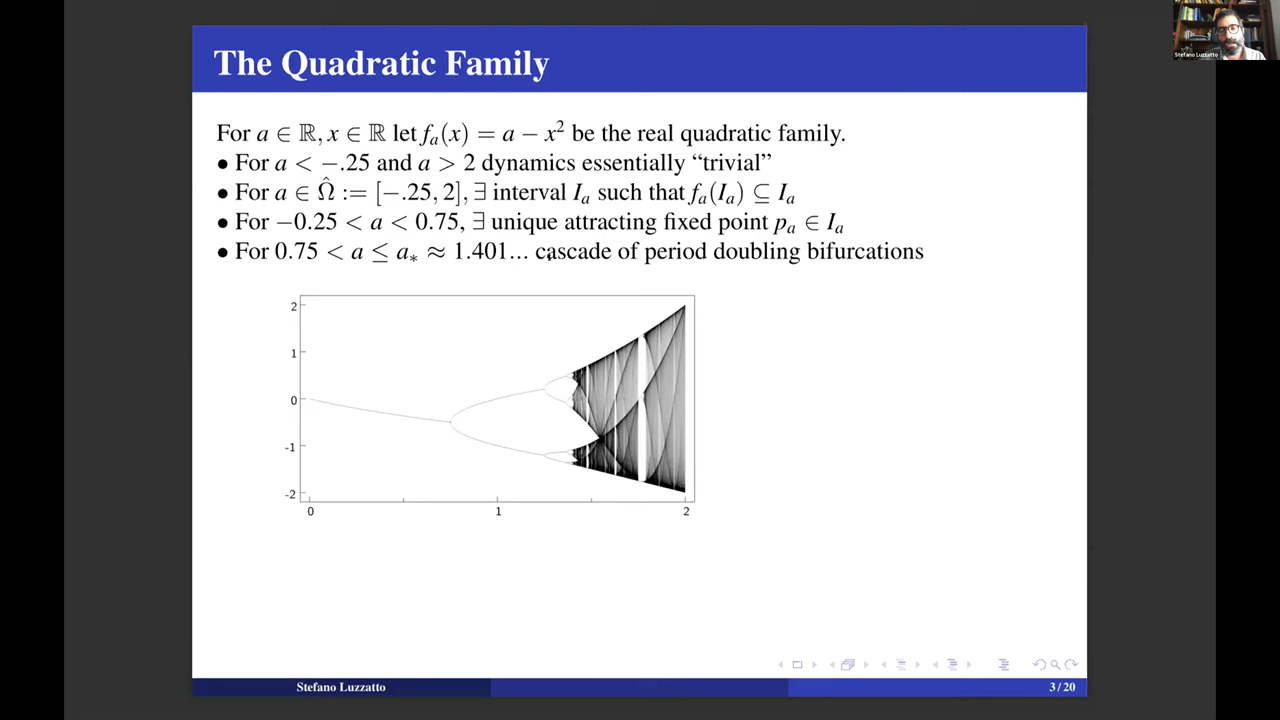 The Quadratic Family
Stefano Luzzatto
For a ∈ ℝ, x ∈ ℝ let fₐ(x) = a − x² be the real quadratic family.
• For a < −.25 and a > 2 dynamics essentially “trivial”
• For a ∈ Ω̂ := [−.25, 2], ∃ interval Iₐ such that fₐ(Iₐ) ⊆ Iₐ
• For −0.25 < a < 0.75, ∃ unique attracting fixed point pₐ ∈ Iₐ
• For 0.75 < a ≤ a∗ ≈ 1.401... cascade of period doubling bifurcations
2
1
0
-1
-2
0 1 2
Stefano Luzzatto 3 / 20